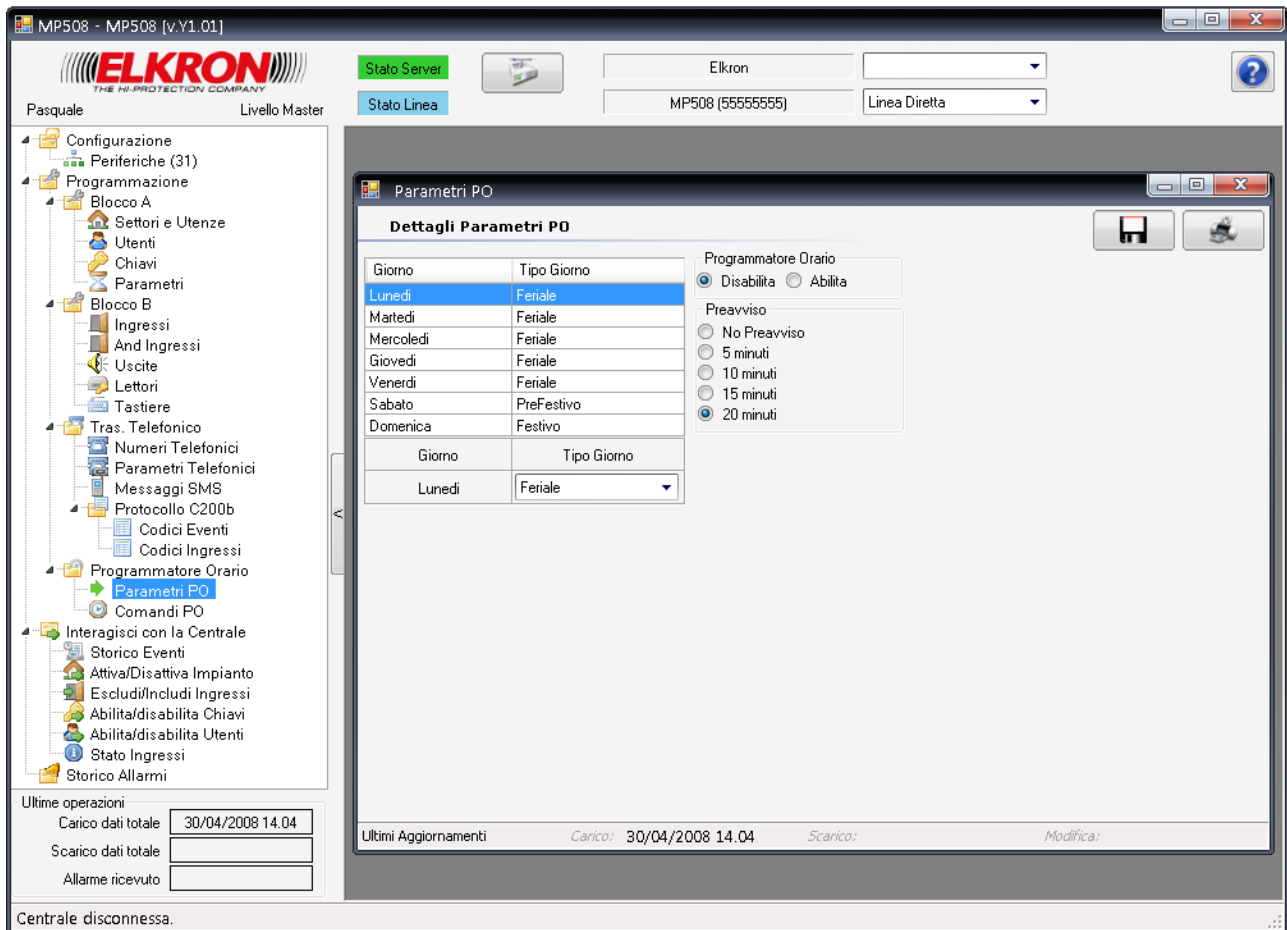 MP508 - MP508 [v.Y1.01]
ELKRON
THE HI-PROTECTION COMPANY
Pasquale Livello Master
Stato Server
Stato Linea
Elkron
MP508 (55555555) Linea Diretta
Configurazione
Periferiche (31)
Programmazione
Blocco A
Settori e Utenze
Utenti
Chiavi
Parametri
Blocco B
Ingressi
And Ingressi
Uscite
Lettori
Tastiere
Tras. Telefonico
Numeri Telefonici
Parametri Telefonici
Messaggi SMS
Protocollo C200b
Codici Eventi
Codici Ingressi
Programmatore Orario
Parametri PO
Comandi PO
Interagisci con la Centrale
Storico Eventi
Attiva/Disattiva Impianto
Escludi/Includi Ingressi
Abilita/disabilita Chiavi
Abilita/disabilita Utenti
Stato Ingressi
Storico Allarmi
Ultime operazioni
Carico dati totale 30/04/2008 14.04
Scarico dati totale
Allarme ricevuto
<
Parametri PO
Dettagli Parametri PO
Giorno Tipo Giorno
Lunedi Feriale
Martedi Feriale
Mercoledi Feriale
Giovedi Feriale
Venerdi Feriale
Sabato PreFestivo
Domenica Festivo
Giorno Tipo Giorno
Lunedi Feriale
Programmatore Orario
Disabilita Abilita
Preavviso
No Preavviso
5 minuti
10 minuti
15 minuti
20 minuti
Ultimi Aggiornamenti Carico: 30/04/2008 14.04 Scarico: Modifica:
Centrale disconnessa.